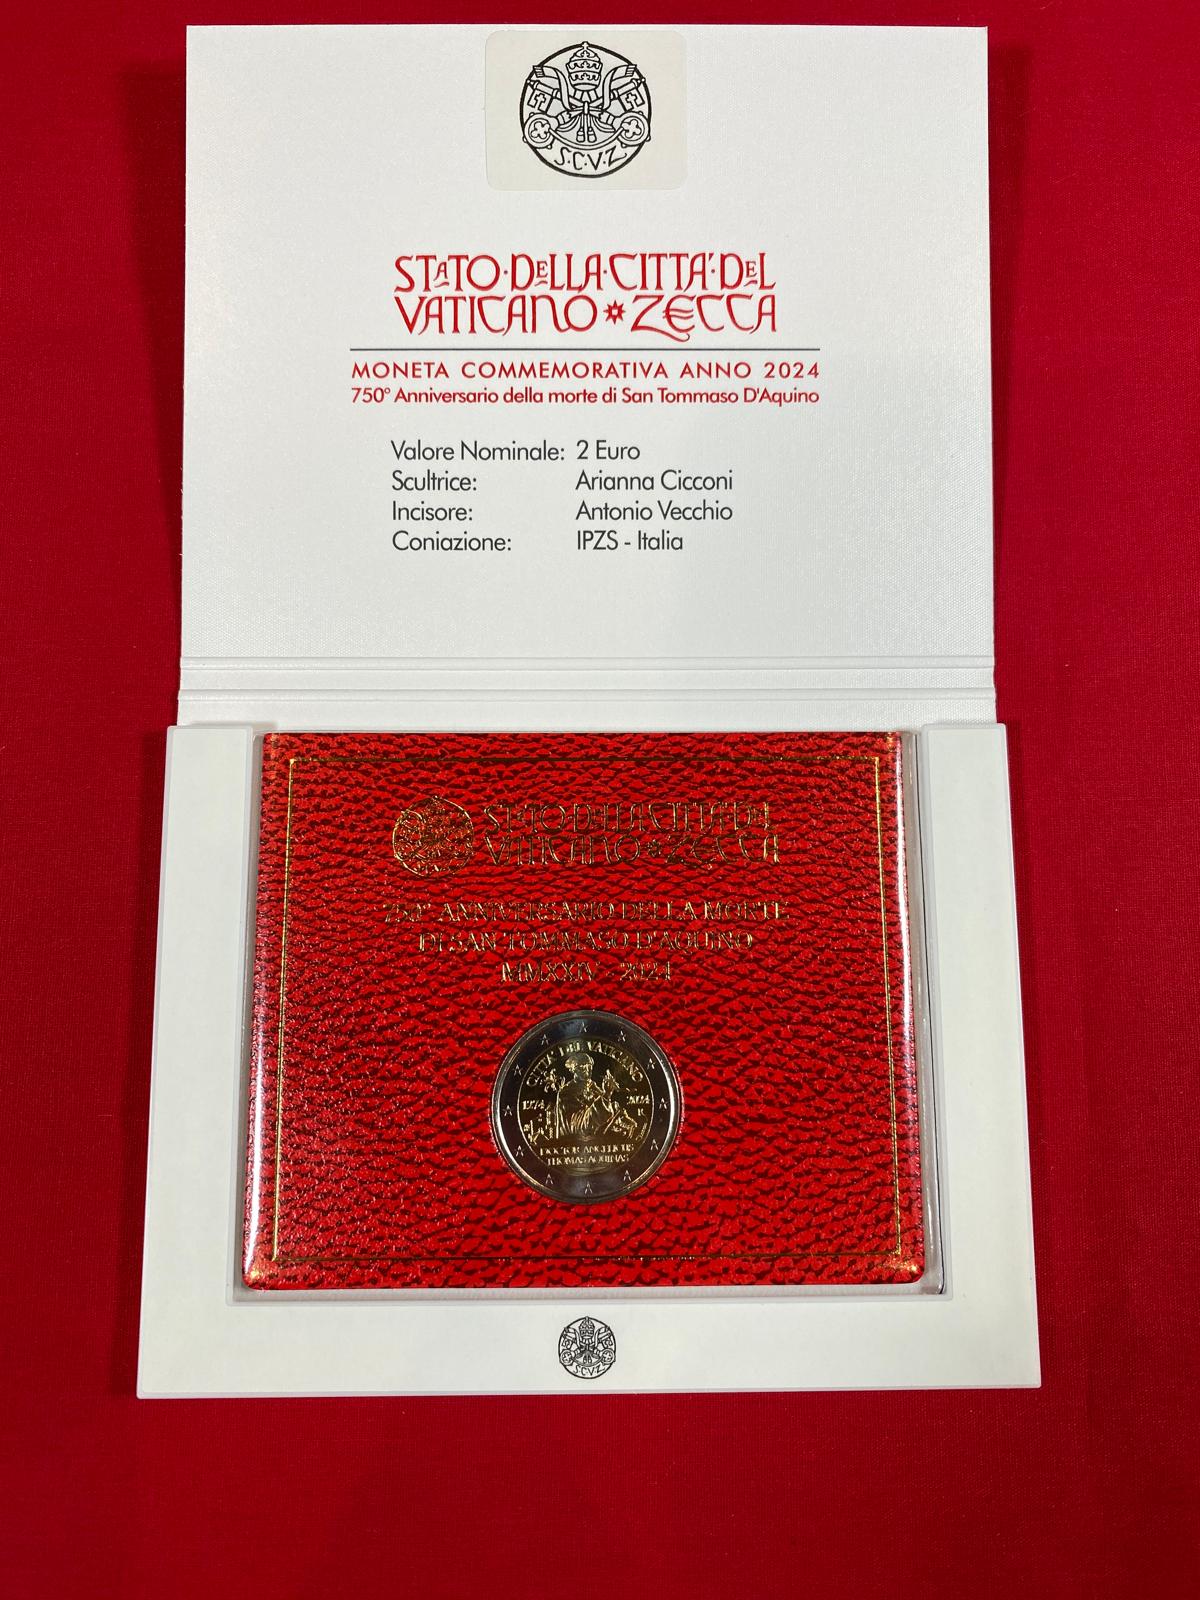 S.C.V.Z
STATO·DELLA·CITTÀ·DEL
VATICANO * ZECCA
MONETA COMMEMORATIVA ANNO 2024
750° Anniversario della morte di San Tommaso D'Aquino
Valore Nominale: 2 Euro
Scultrice: Arianna Cicconi
Incisore: Antonio Vecchio
Coniazione: IPZS - Italia
STATO·DELLA·CITTÀ·DEL
VATICANO * ZECCA
750° ANNIVERSARIO DELLA MORTE
DI SAN TOMMASO D'AQUINO
MMXXIV - 2024
CITTA' DEL VATICANO
1274 2024
R
DOCTOR ANGELICUS
THOMAS AQUINAS
S.C.V.Z